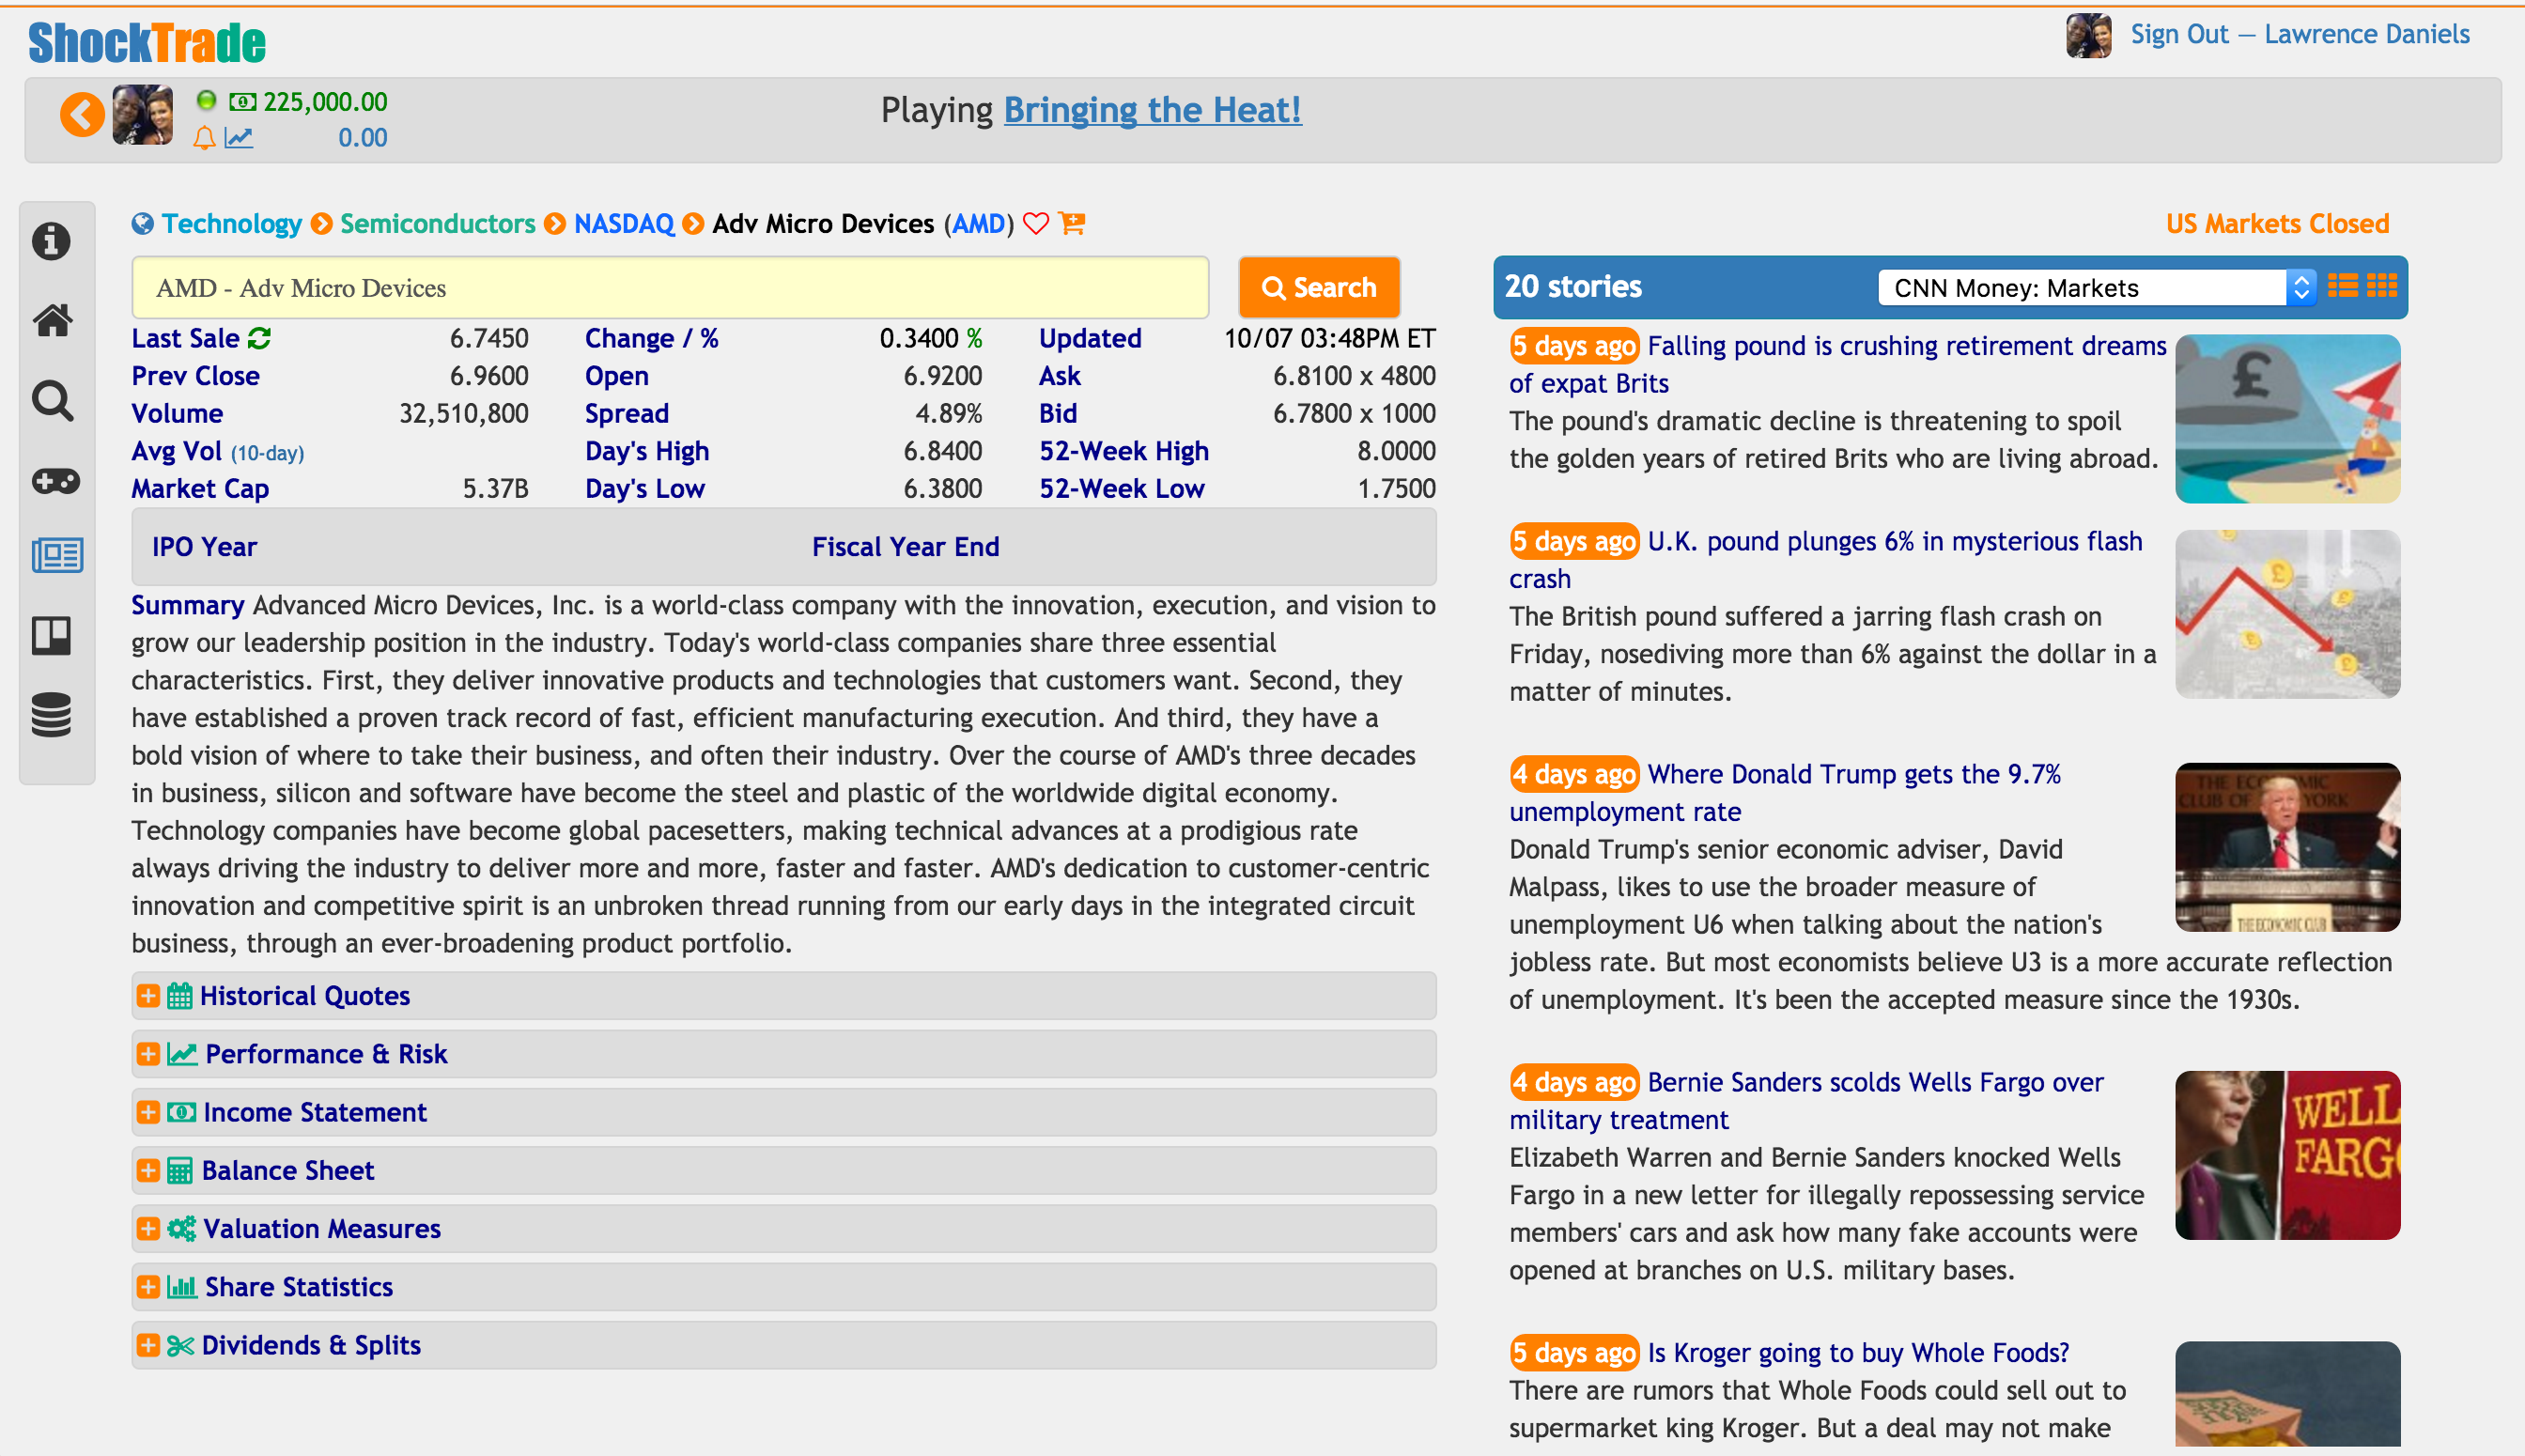 ShockTrade
Sign Out — Lawrence Daniels
225,000.00
0.00
Playing Bringing the Heat!
Technology Semiconductors NASDAQ Adv Micro Devices (AMD)
US Markets Closed
AMD - Adv Micro Devices
Search
Last Sale 6.7450 Change / % 0.3400 % Updated 10/07 03:48PM ET
Prev Close 6.9600 Open 6.9200 Ask 6.8100 x 4800
Volume 32,510,800 Spread 4.89% Bid 6.7800 x 1000
Avg Vol (10-day) Day's High 6.8400 52-Week High 8.0000
Market Cap 5.37B Day's Low 6.3800 52-Week Low 1.7500
IPO Year Fiscal Year End
Summary Advanced Micro Devices, Inc. is a world-class company with the innovation, execution, and vision to
grow our leadership position in the industry. Today's world-class companies share three essential
characteristics. First, they deliver innovative products and technologies that customers want. Second, they
have established a proven track record of fast, efficient manufacturing execution. And third, they have a
bold vision of where to take their business, and often their industry. Over the course of AMD's three decades
in business, silicon and software have become the steel and plastic of the worldwide digital economy.
Technology companies have become global pacesetters, making technical advances at a prodigious rate
always driving the industry to deliver more and more, faster and faster. AMD's dedication to customer-centric
innovation and competitive spirit is an unbroken thread running from our early days in the integrated circuit
business, through an ever-broadening product portfolio.
Historical Quotes
Performance & Risk
Income Statement
Balance Sheet
Valuation Measures
Share Statistics
Dividends & Splits
20 stories
CNN Money: Markets
5 days ago Falling pound is crushing retirement dreams
of expat Brits
The pound's dramatic decline is threatening to spoil
the golden years of retired Brits who are living abroad.
£
5 days ago U.K. pound plunges 6% in mysterious flash
crash
The British pound suffered a jarring flash crash on
Friday, nosediving more than 6% against the dollar in a
matter of minutes.
4 days ago Where Donald Trump gets the 9.7%
unemployment rate
Donald Trump's senior economic adviser, David
Malpass, likes to use the broader measure of
unemployment U6 when talking about the nation's
jobless rate. But most economists believe U3 is a more accurate reflection
of unemployment. It's been the accepted measure since the 1930s.
THE ECONOMIC
CLUB OF YORK
THE ECONOMIC CLUB
4 days ago Bernie Sanders scolds Wells Fargo over
military treatment
Elizabeth Warren and Bernie Sanders knocked Wells
Fargo in a new letter for illegally repossessing service
members' cars and ask how many fake accounts were
opened at branches on U.S. military bases.
WELL
FARG
5 days ago Is Kroger going to buy Whole Foods?
There are rumors that Whole Foods could sell out to
supermarket king Kroger. But a deal may not make